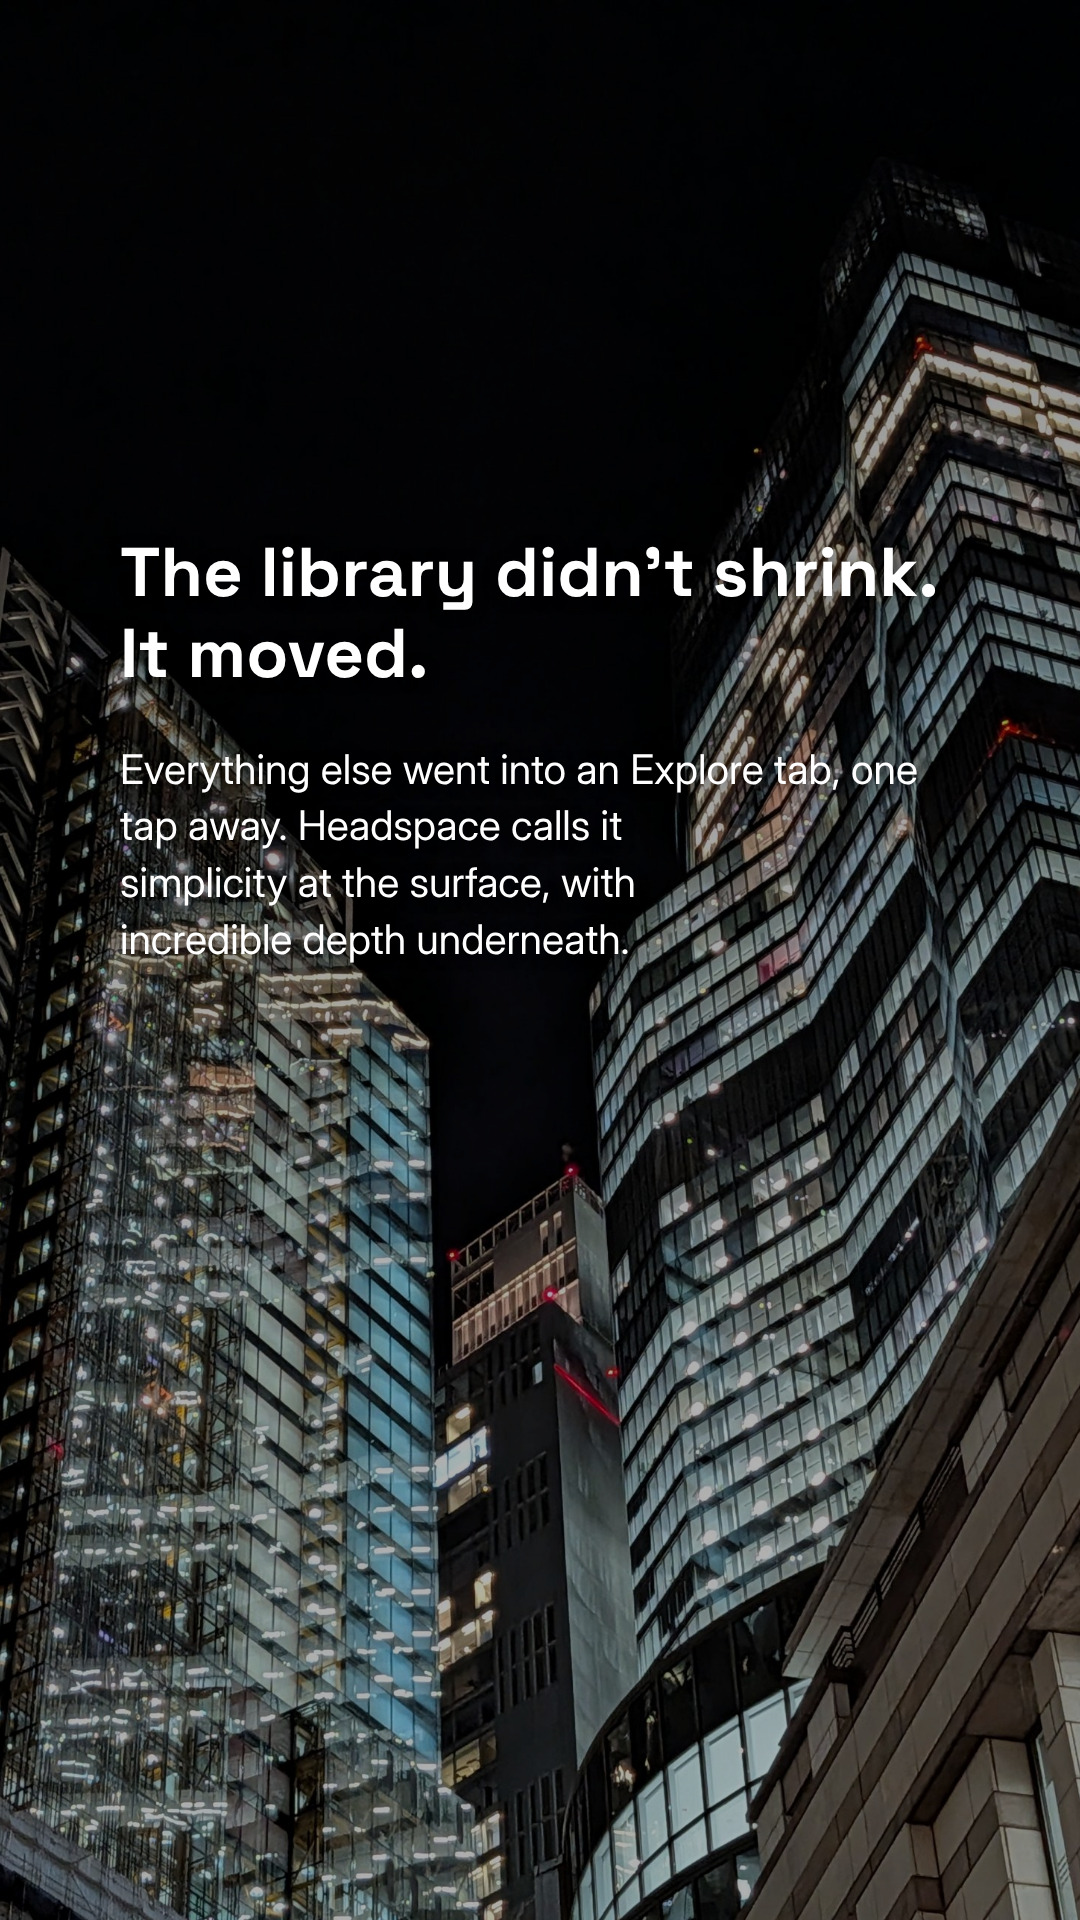 The library didn’t shrink.
It moved.
Everything else went into an Explore tab, one
tap away. Headspace calls it
simplicity at the surface, with
incredible depth underneath.